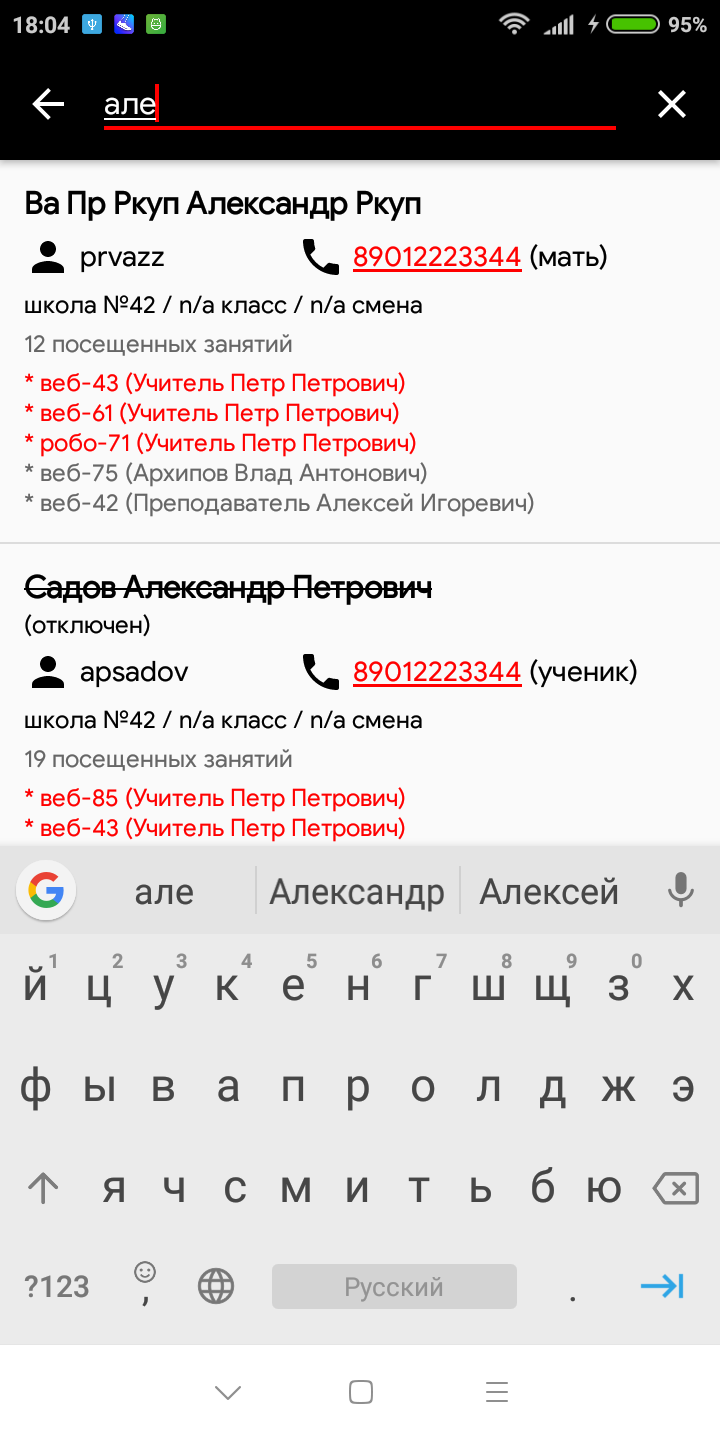 18:04 95%
але
Ва Пр Ркуп Александр Ркуп
prvazz 89012223344 (мать)
школа №42 / n/a класс / n/a смена
12 посещенных занятий
* веб-43 (Учитель Петр Петрович)
* веб-61 (Учитель Петр Петрович)
* робо-71 (Учитель Петр Петрович)
* веб-75 (Архипов Влад Антонович)
* веб-42 (Преподаватель Алексей Игоревич)
Садов Александр Петрович
(отключен)
apsadov 89012223344 (ученик)
школа №42 / n/a класс / n/a смена
19 посещенных занятий
* веб-85 (Учитель Петр Петрович)
* веб-43 (Учитель Петр Петрович)
G але Александр Алексей
1 2 3 4 5 6 7 8 9 0
й ц у к е н г ш щ з х
ф ы в а п р о л д ж э
я ч с м и т ь б ю
?123 , Русский .